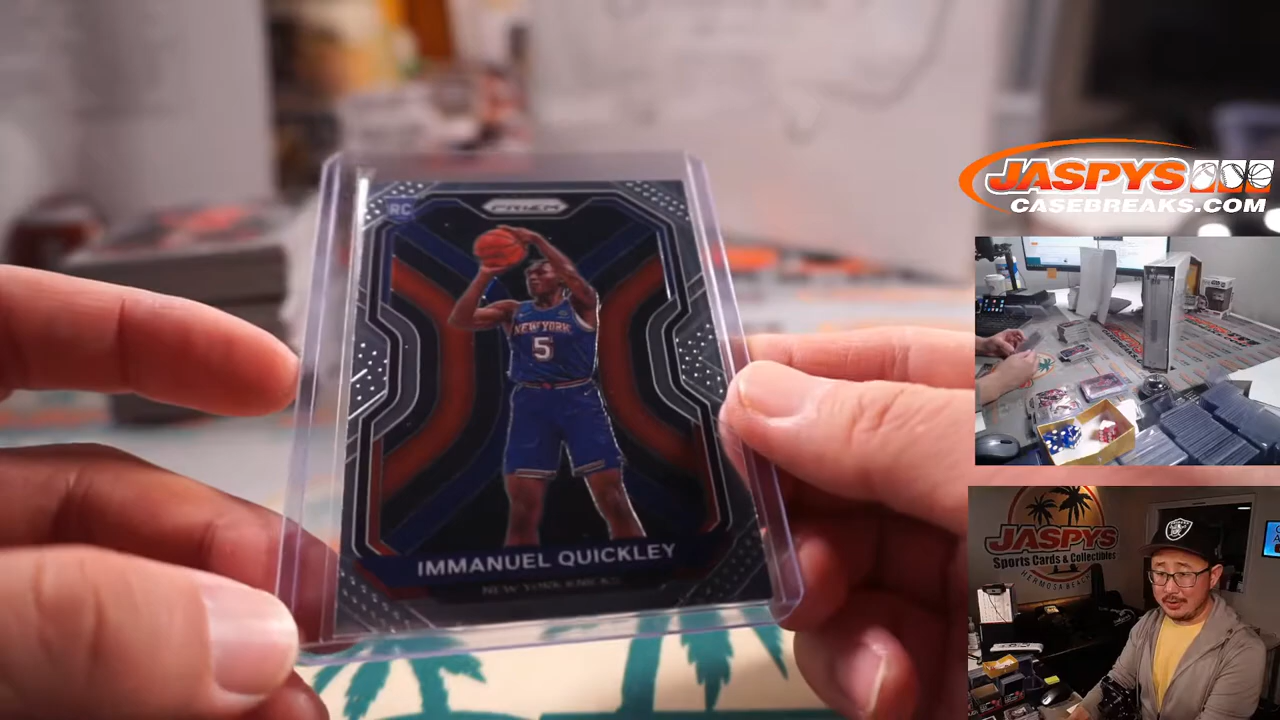 RC
PRIZM
NEW YORK
5
IMMANUEL QUICKLEY
NEW YORK KNICKS
JASPYS
CASEBREAKS.COM
JASPYS
Sports Cards & Collectibles
HERMOSA BEACH